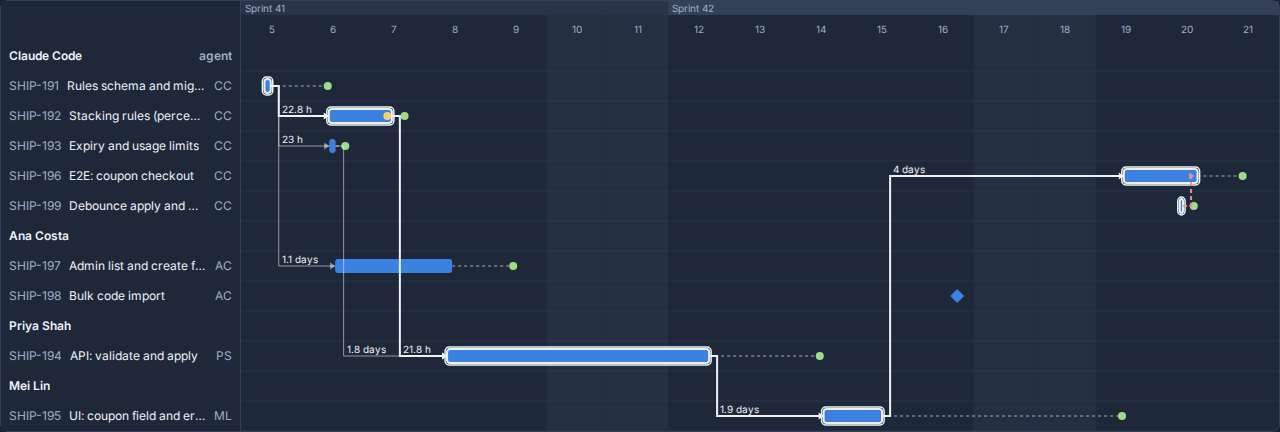 Sprint 41 Sprint 42
5 6 7 8 9 10 11 12 13 14 15 16 17 18 19 20 21
Claude Code agent
SHIP-191 Rules schema and mig... CC
SHIP-192 Stacking rules (perce... CC 22.8 h
SHIP-193 Expiry and usage limits CC 23 h
SHIP-196 E2E: coupon checkout CC 4 days
SHIP-199 Debounce apply and ... CC
Ana Costa
SHIP-197 Admin list and create f... AC 1.1 days
SHIP-198 Bulk code import AC
Priya Shah
SHIP-194 API: validate and apply PS 1.8 days 21.8 h
Mei Lin
SHIP-195 UI: coupon field and er... ML 1.9 days